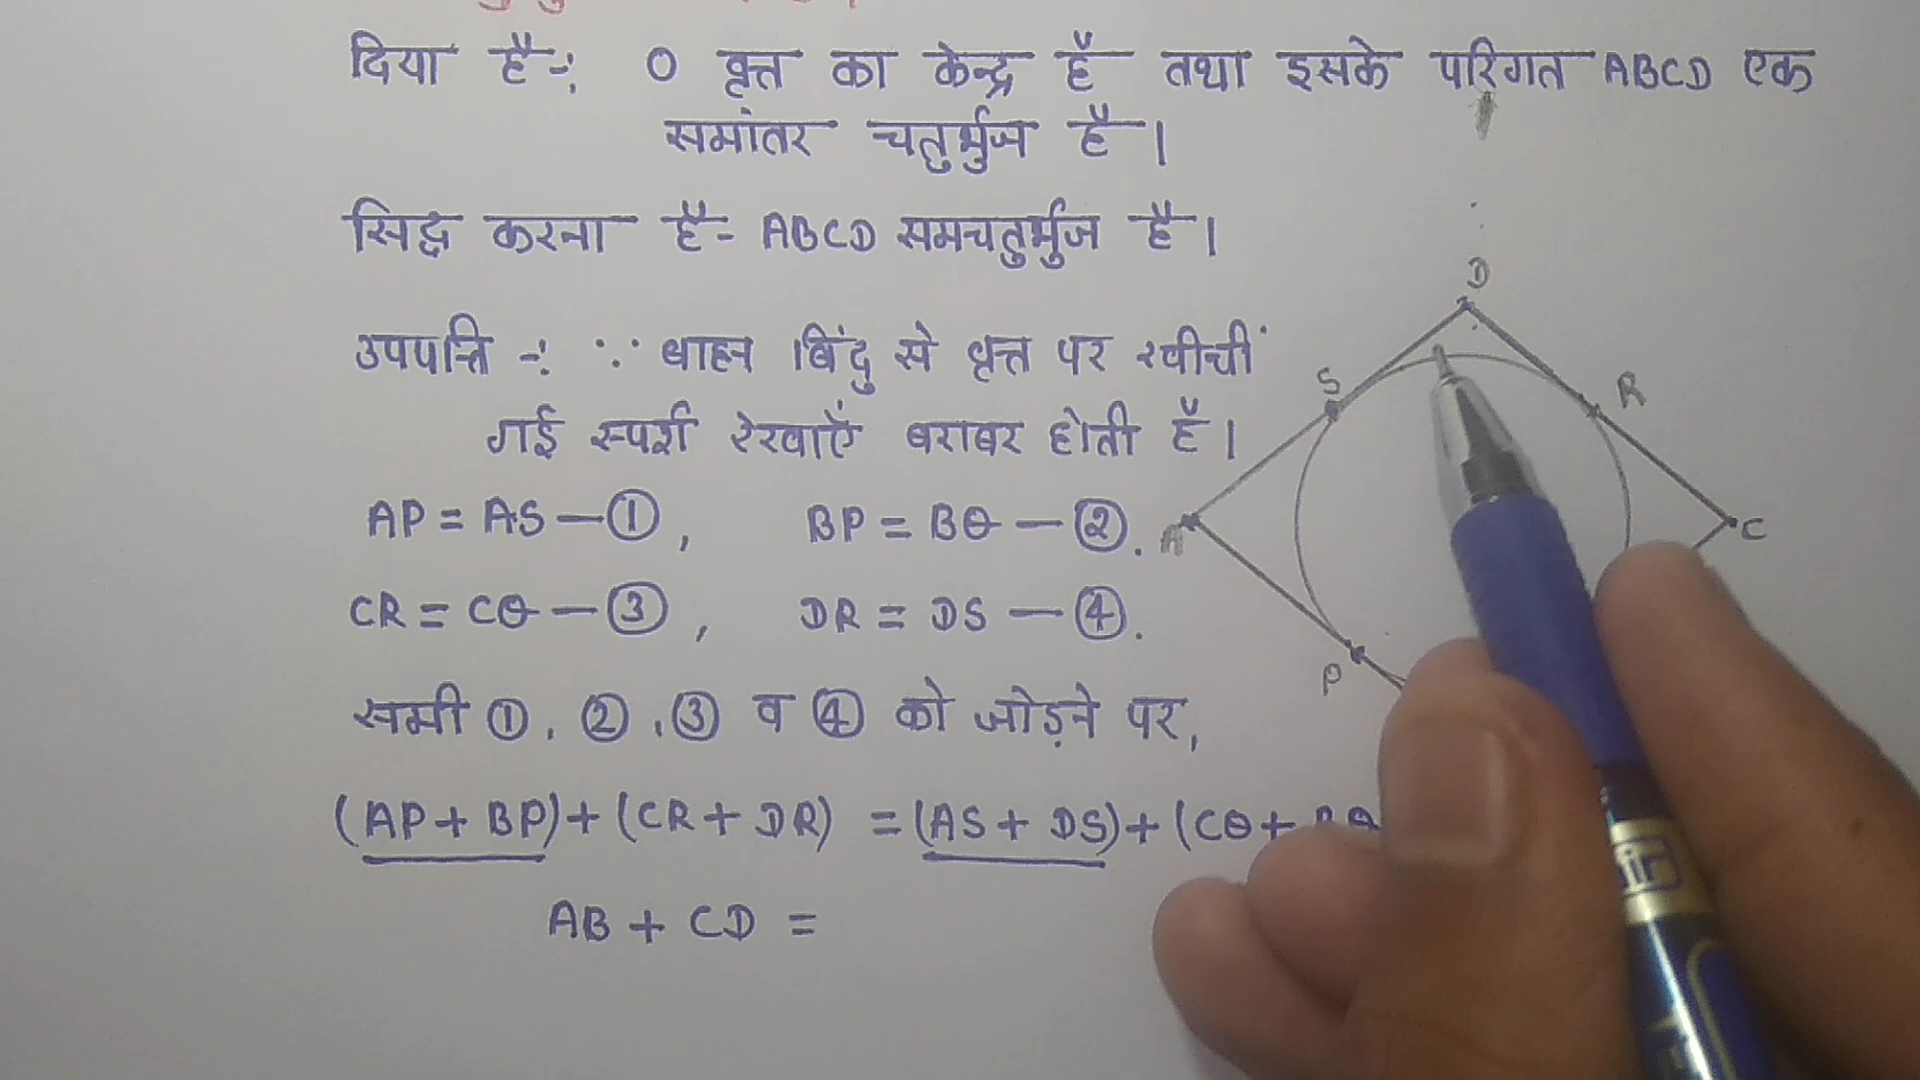 दिया है:- O वृत्त का केन्द्र है तथा इसके परिगत ABCD एक
समांतर चतुर्भुज है।
सिद्ध करना है- ABCD समचतुर्भुज है।
उपपत्ति -: ∵ बाह्य बिंदु से वृत्त पर खींची
गई स्पर्श रेखाएँ बराबर होती हैं।
AP = AS — ①, BP = BQ — ②.
CR = CQ — ③, DR = DS — ④.
समी ①, ②, ③ व ④ को जोड़ने पर,
(AP + BP) + (CR + DR) = (AS + DS) + (CQ +
AB + CD =
D
S
R
A
C
P